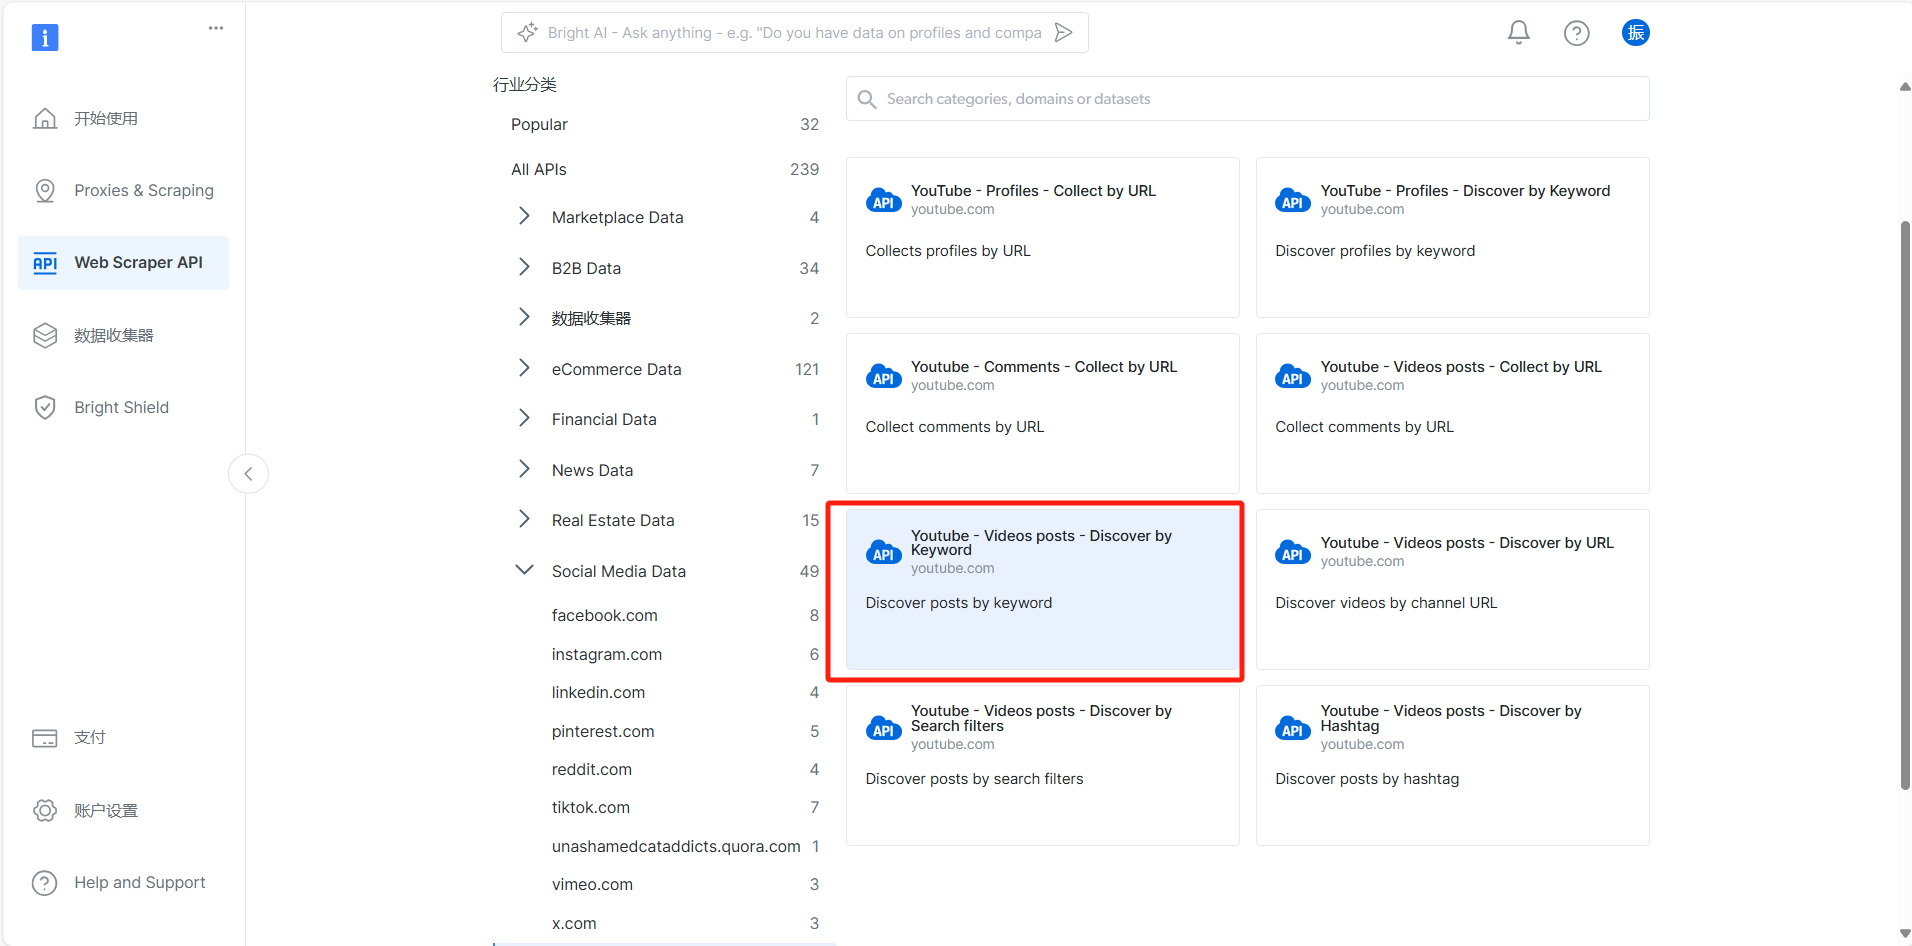 i
...
Bright AI - Ask anything - e.g. "Do you have data on profiles and compa
振
开始使用
Proxies & Scraping
API
Web Scraper API
数据收集器
Bright Shield
支付
账户设置
Help and Support
行业分类
Popular 32
All APIs 239
Marketplace Data 4
B2B Data 34
数据收集器 2
eCommerce Data 121
Financial Data 1
News Data 7
Real Estate Data 15
Social Media Data 49
facebook.com 8
instagram.com 6
linkedin.com 4
pinterest.com 5
reddit.com 4
tiktok.com 7
unashamedcataddicts.quora.com 1
vimeo.com 3
x.com 3
Search categories, domains or datasets
API
YouTube - Profiles - Collect by URL
youtube.com
Collects profiles by URL
API
YouTube - Profiles - Discover by Keyword
youtube.com
Discover profiles by keyword
API
Youtube - Comments - Collect by URL
youtube.com
Collect comments by URL
API
Youtube - Videos posts - Collect by URL
youtube.com
Collect comments by URL
API
Youtube - Videos posts - Discover by
Keyword
youtube.com
Discover posts by keyword
API
Youtube - Videos posts - Discover by URL
youtube.com
Discover videos by channel URL
API
Youtube - Videos posts - Discover by
Search filters
youtube.com
Discover posts by search filters
API
Youtube - Videos posts - Discover by
Hashtag
youtube.com
Discover posts by hashtag